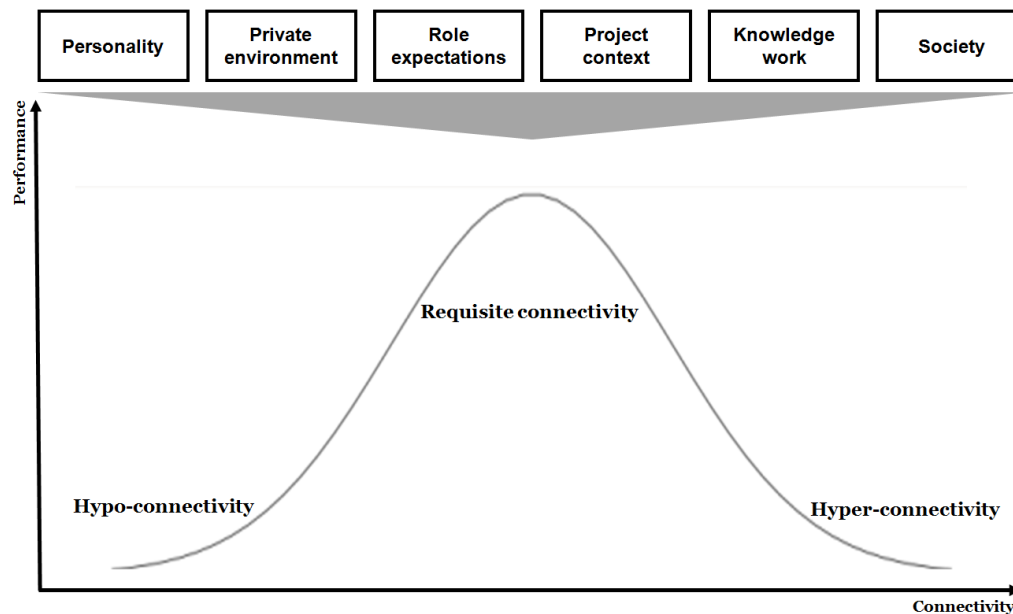 Personality
Private
environment
Role
expectations
Project
context
Knowledge
work
Society
Performance
Requisite connectivity
Hypo-connectivity
Hyper-connectivity
Connectivity